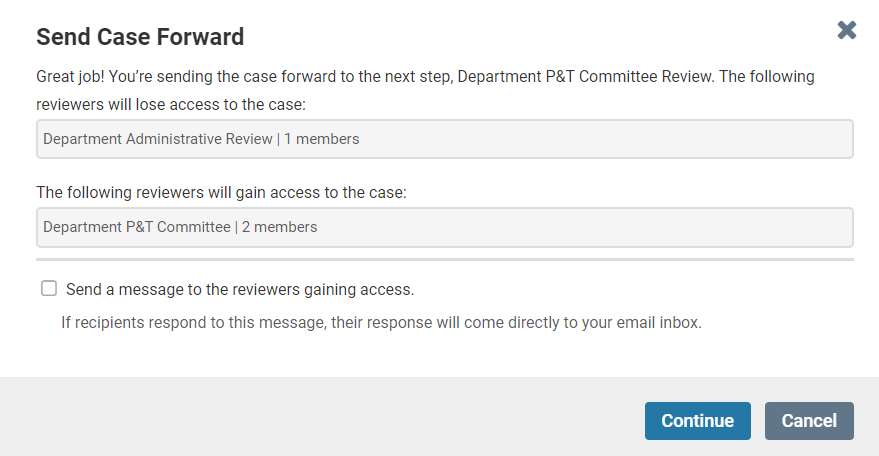 Send Case Forward
Great job! You’re sending the case forward to the next step, Department P&T Committee Review. The following
reviewers will lose access to the case:
Department Administrative Review | 1 members
The following reviewers will gain access to the case:
Department P&T Committee | 2 members
Send a message to the reviewers gaining access.
If recipients respond to this message, their response will come directly to your email inbox.
Continue
Cancel